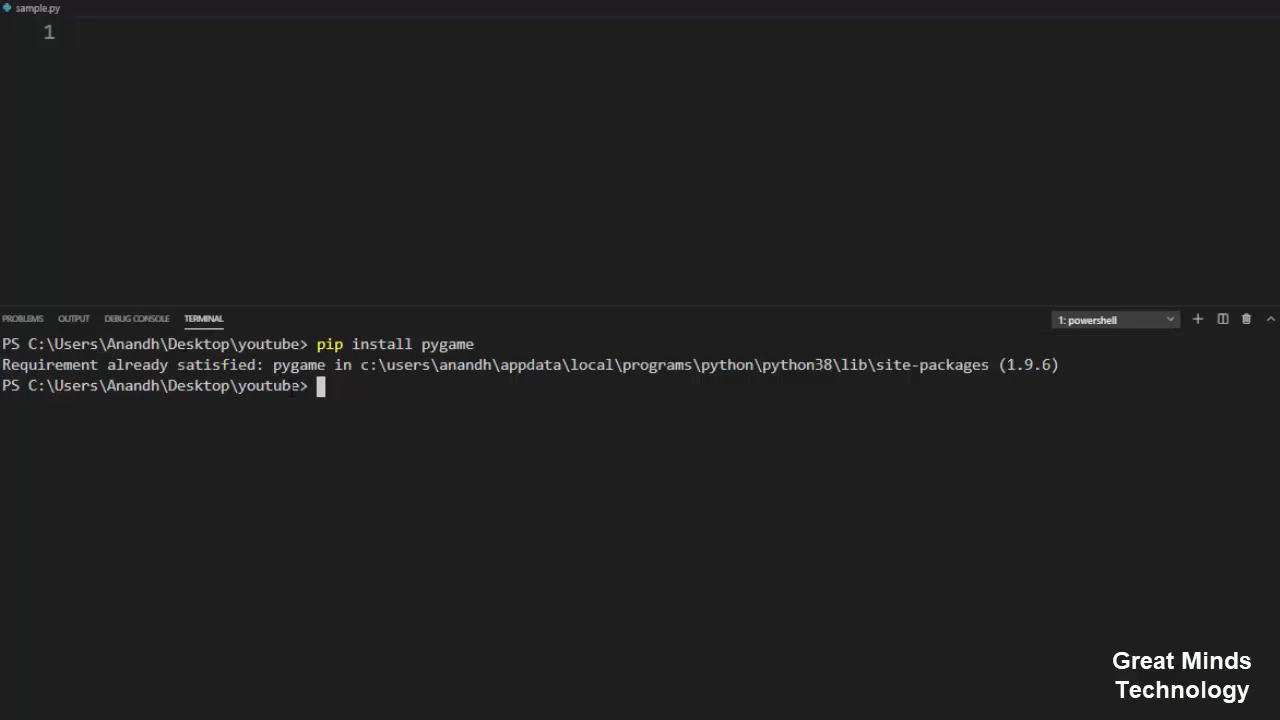 sample.py
1
PROBLEMS OUTPUT DEBUG CONSOLE TERMINAL 1: powershell
PS C:\Users\Anandh\Desktop\youtube> pip install pygame
Requirement already satisfied: pygame in c:\users\anandh\appdata\local\programs\python\python38\lib\site-packages (1.9.6)
PS C:\Users\Anandh\Desktop\youtube>
Great Minds
Technology